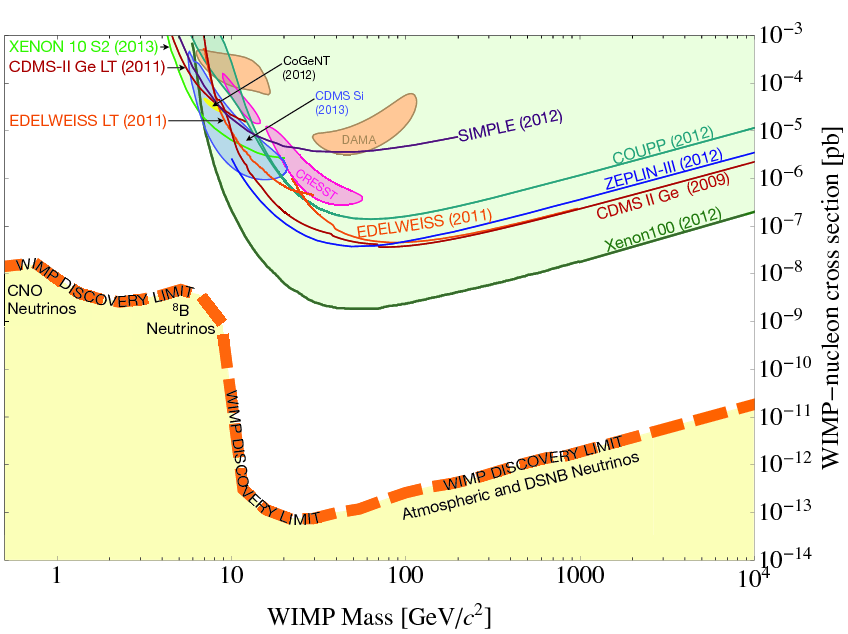 XENON 10 S2 (2013)
CDMS-II Ge LT (2011)
EDELWEISS LT (2011)
CoGeNT
(2012)
CDMS Si
(2013)
DAMA
SIMPLE (2012)
CRESST
COUPP (2012)
ZEPLIN-III (2012)
CDMS II Ge (2009)
EDELWEISS (2011)
Xenon100 (2012)
WIMP DISCOVERY LIMIT
CNO
Neutrinos
⁸B
Neutrinos
WIMP DISCOVERY LIMIT
WIMP DISCOVERY LIMIT
Atmospheric and DSNB Neutrinos
10⁻³
10⁻⁴
10⁻⁵
10⁻⁶
10⁻⁷
10⁻⁸
10⁻⁹
10⁻¹⁰
10⁻¹¹
10⁻¹²
10⁻¹³
10⁻¹⁴
WIMP−nucleon cross section [pb]
1 10 100 1000 10⁴
WIMP Mass [GeV/c²]